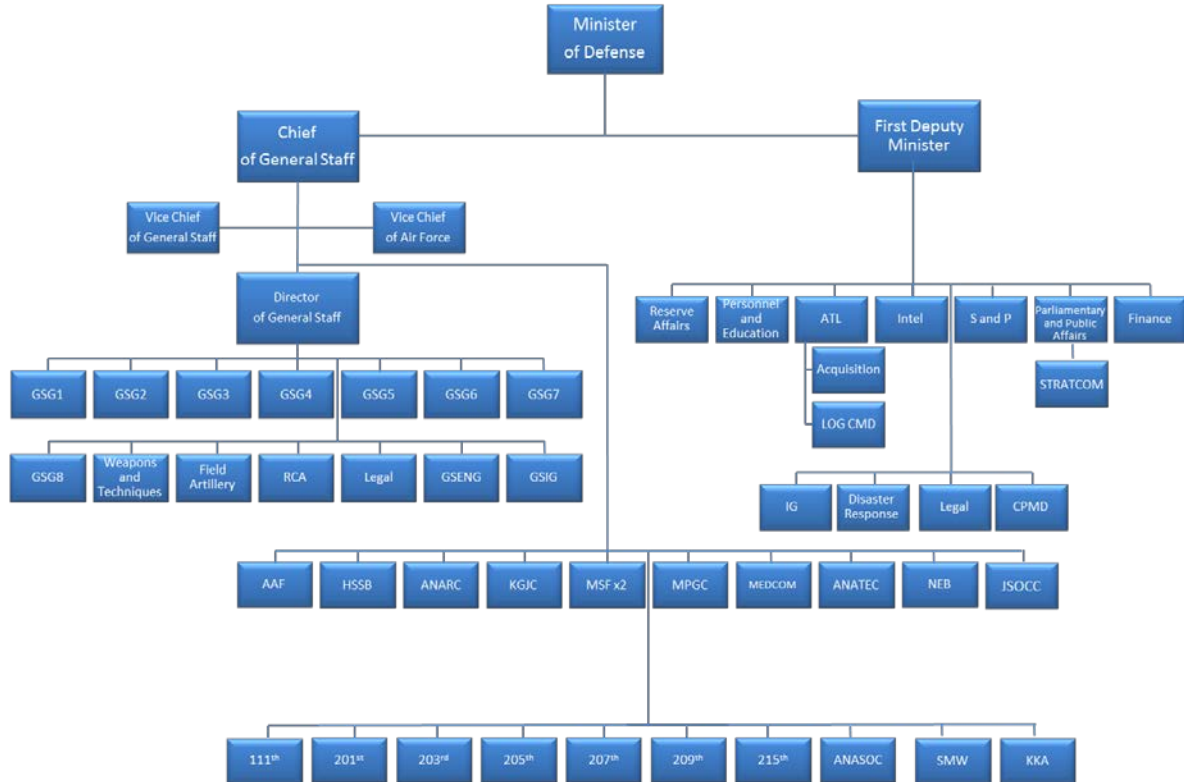 Minister
of Defense
Chief
of General Staff
First Deputy
Minister
Vice Chief
of General Staff
Vice Chief
of Air Force
Director
of General Staff
Reserve
Affairs
Personnel
and
Education
ATL
Intel
S and P
Parliamentary
and Public
Affairs
Finance
Acquisition
LOG CMD
STRATCOM
GSG1
GSG2
GSG3
GSG4
GSG5
GSG6
GSG7
GSG8
Weapons
and
Techniques
Field
Artillery
RCA
Legal
GSENG
GSIG
IG
Disaster
Response
Legal
CPMD
AAF
HSSB
ANARC
KGJC
MSF x2
MPGC
MEDCOM
ANATEC
NEB
JSOCC
111th
201st
203rd
205th
207th
209th
215th
ANASOC
SMW
KKA